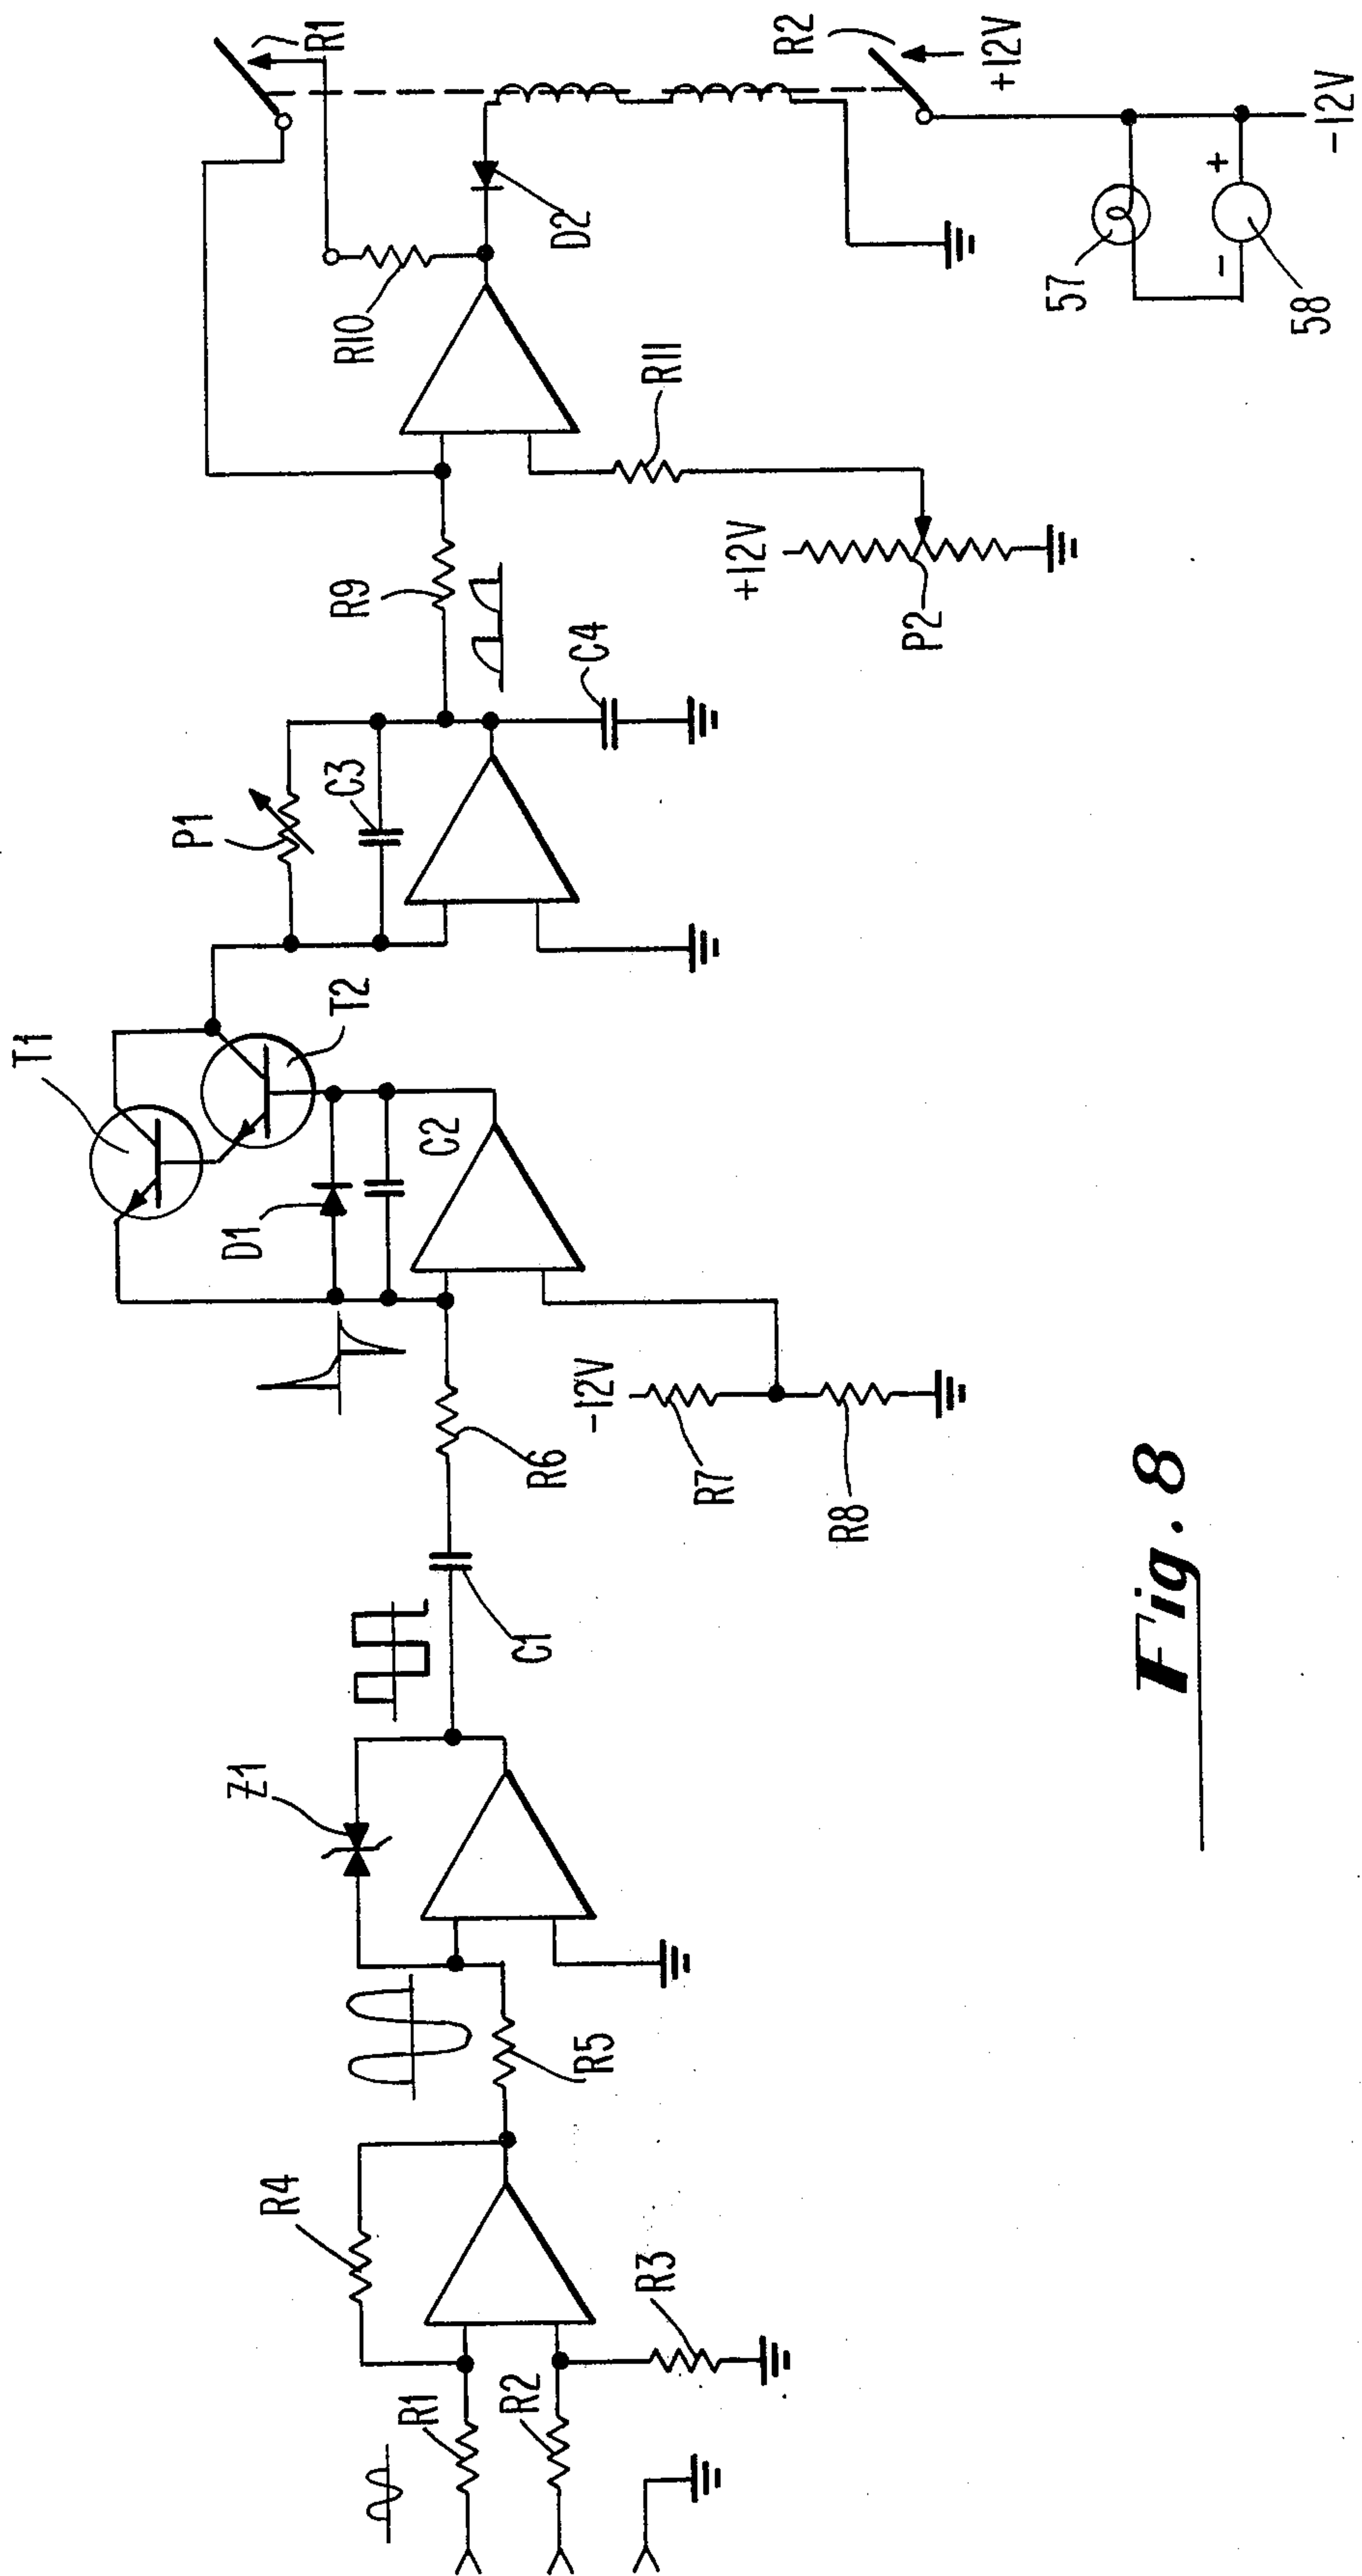 R1
R2
R3
R4
R5
Z1
C1
R6
-12V
R7
R8
D1
C2
T1
T2
P1
C3
C4
R9
+12V
P2
R11
R10
D2
R1
R2
+12V
57
-
+
58
-12V
Fig. 8